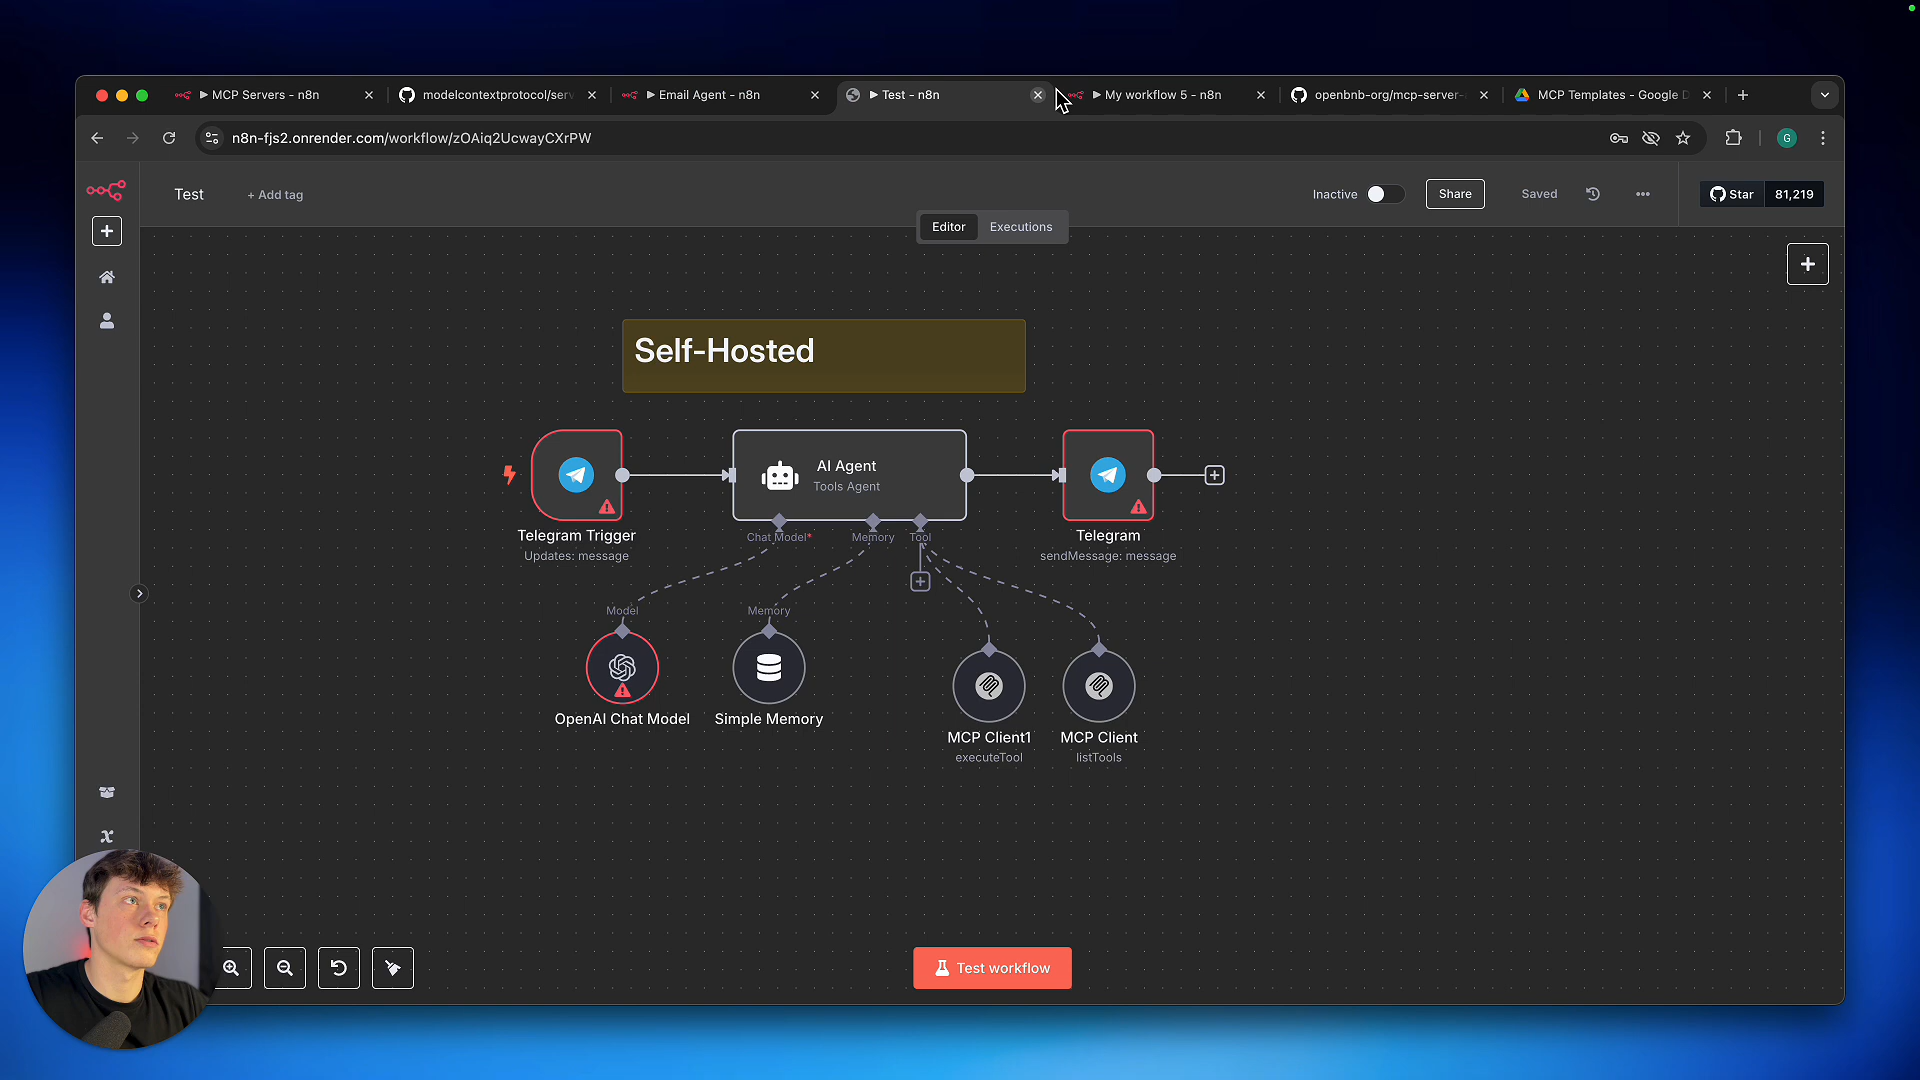 MCP Servers - n8n
modelcontextprotocol/serv
Email Agent - n8n
Test - n8n
My workflow 5 - n8n
openbnb-org/mcp-server-
MCP Templates - Google D
n8n-fjs2.onrender.com/workflow/zOAiq2UcwayCXrPW
G
Test
+ Add tag
Inactive
Share
Saved
Star
81,219
Editor
Executions
Self-Hosted
AI Agent
Tools Agent
Telegram Trigger
Updates: message
Chat Model*
Memory
Tool
Telegram
sendMessage: message
Model
Memory
OpenAI Chat Model
Simple Memory
MCP Client1
executeTool
MCP Client
listTools
Test workflow